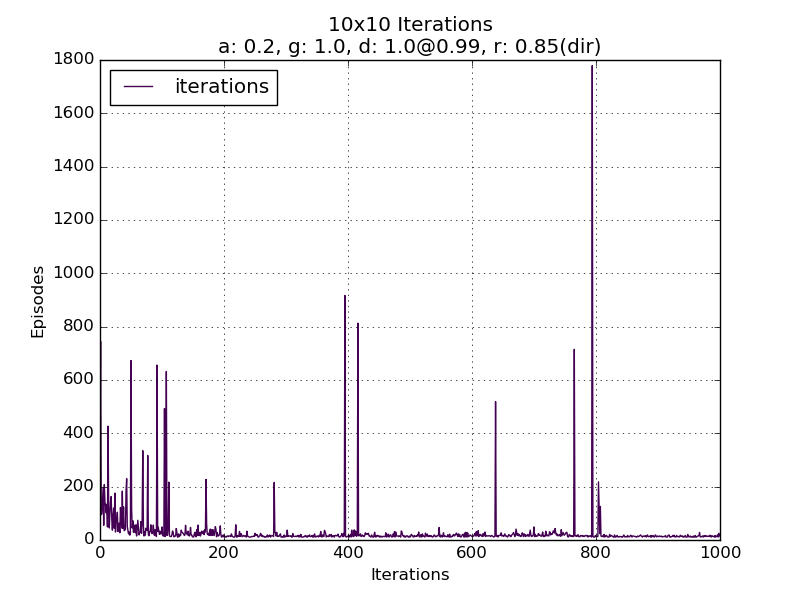 10x10 Iterations
a: 0.2, g: 1.0, d: 1.0@0.99, r: 0.85(dir)
iterations
1800
1600
1400
1200
1000
800
600
400
200
0
Episodes
0 200 400 600 800 1000
Iterations